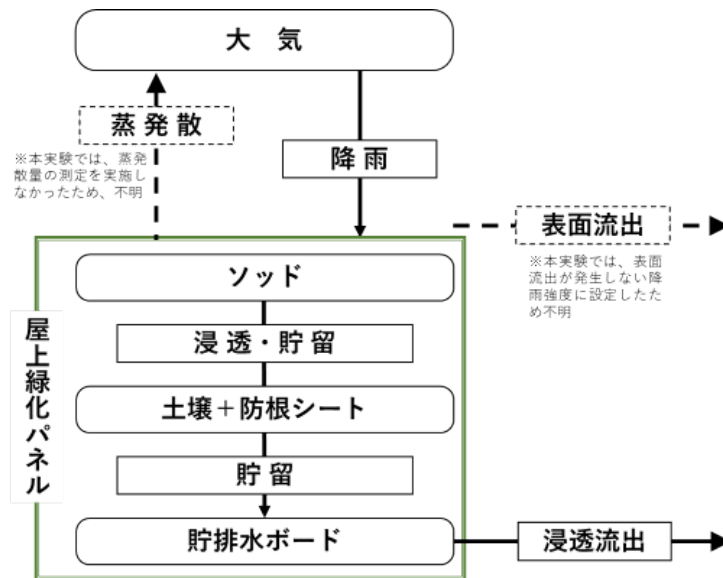 大　気
蒸 発 散
※本実験では、蒸発
散量の測定を実施し
なかったため、不明
降 雨
表面流出
※本実験では、表面
流出が発生しない降
雨強度に設定したた
め不明
屋上緑化パネル
ソッド
浸 透・貯 留
土壌＋防根シート
貯 留
貯排水ボード
浸透流出